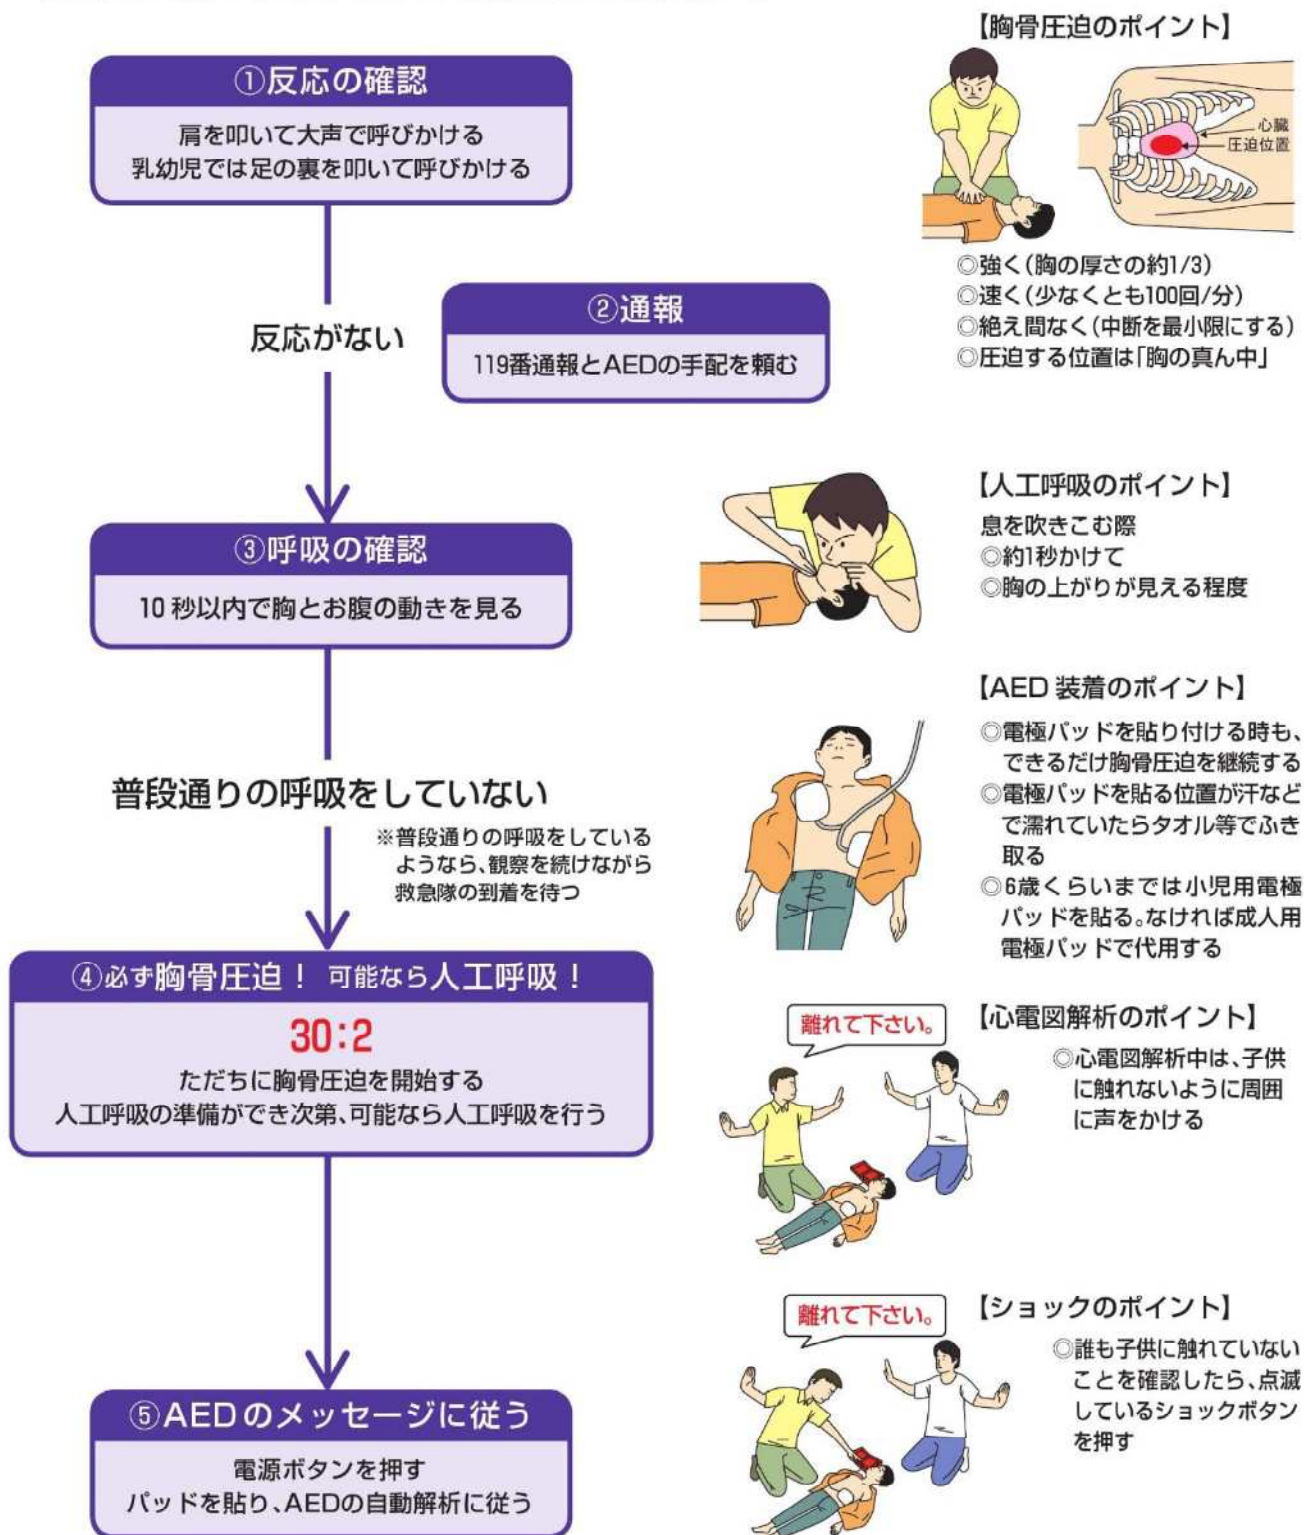 ①反応の確認
肩を叩いて大声で呼びかける
乳幼児では足の裏を叩いて呼びかける
反応がない
②通報
119番通報とAEDの手配を頼む
③呼吸の確認
10秒以内で胸とお腹の動きを見る
普段通りの呼吸をしていない
※普段通りの呼吸をしている
ようなら、観察を続けながら
救急隊の到着を待つ
④必ず胸骨圧迫！ 可能なら人工呼吸！
30：2
ただちに胸骨圧迫を開始する
人工呼吸の準備ができ次第、可能なら人工呼吸を行う
⑤AEDのメッセージに従う
電源ボタンを押す
パッドを貼り、AEDの自動解析に従う
【胸骨圧迫のポイント】
心臓
圧迫位置
◎強く（胸の厚さの約1/3）
◎速く（少なくとも100回/分）
◎絶え間なく（中断を最小限にする）
◎圧迫する位置は「胸の真ん中」
【人工呼吸のポイント】
息を吹きこむ際
◎約1秒かけて
◎胸の上がりが見える程度
【AED 装着のポイント】
◎電極パッドを貼り付ける時も、
できるだけ胸骨圧迫を継続する
◎電極パッドを貼る位置が汗など
で濡れていたらタオル等でふき
取る
◎6歳くらいまでは小児用電極
パッドを貼る。なければ成人用
電極パッドで代用する
離れて下さい。
【心電図解析のポイント】
◎心電図解析中は、子供
に触れないように周囲
に声をかける
離れて下さい。
【ショックのポイント】
◎誰も子供に触れていない
ことを確認したら、点滅
しているショックボタン
を押す